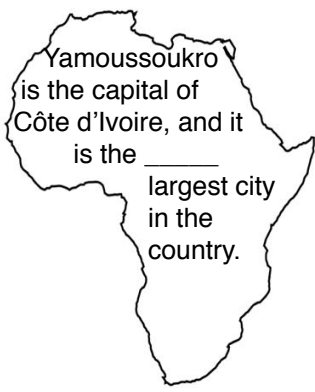 Yamoussoukro
is the capital of
Côte d’Ivoire, and it
is the _____
largest city
in the
country.